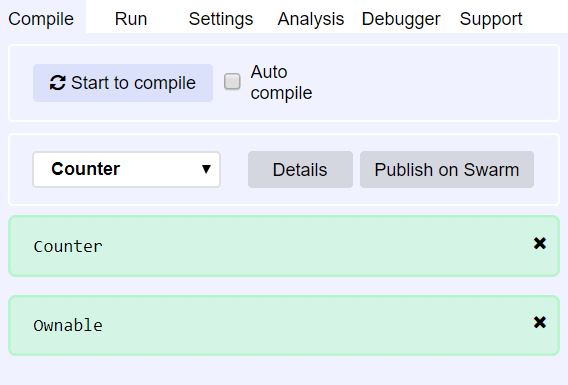 Compile Run Settings Analysis Debugger Support
Start to compile
Auto
compile
Counter Details Publish on Swarm
Counter
Ownable